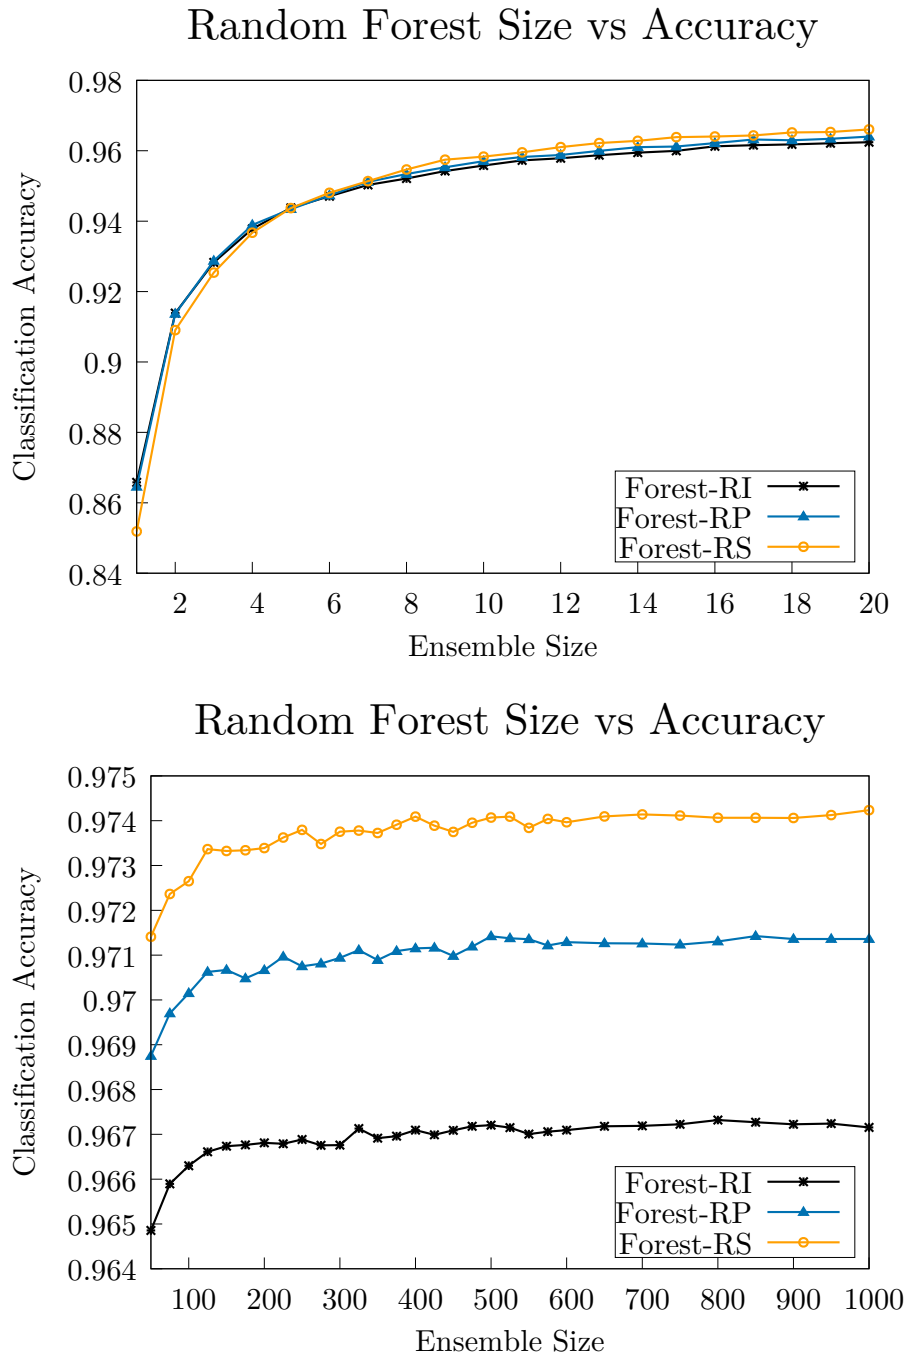 Random Forest Size vs Accuracy
0.98
0.96
0.94
0.92
0.9
0.88
0.86
0.84
Classification Accuracy
Forest-RI
Forest-RP
Forest-RS
2 4 6 8 10 12 14 16 18 20
Ensemble Size
Random Forest Size vs Accuracy
0.975
0.974
0.973
0.972
0.971
0.97
0.969
0.968
0.967
0.966
0.965
0.964
Classification Accuracy
Forest-RI
Forest-RP
Forest-RS
100 200 300 400 500 600 700 800 900 1000
Ensemble Size